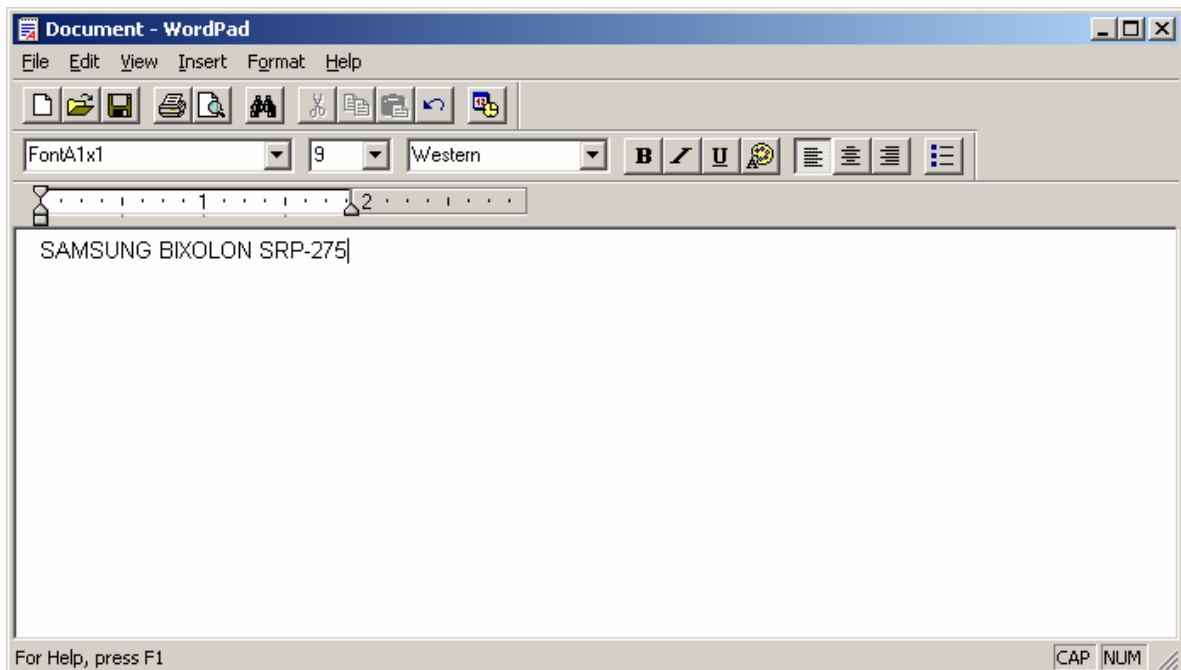 Document - WordPad
File Edit View Insert Format Help
FontA1x1 9 Western B / U A
1 2
SAMSUNG BIXOLON SRP-275
For Help, press F1 CAP NUM